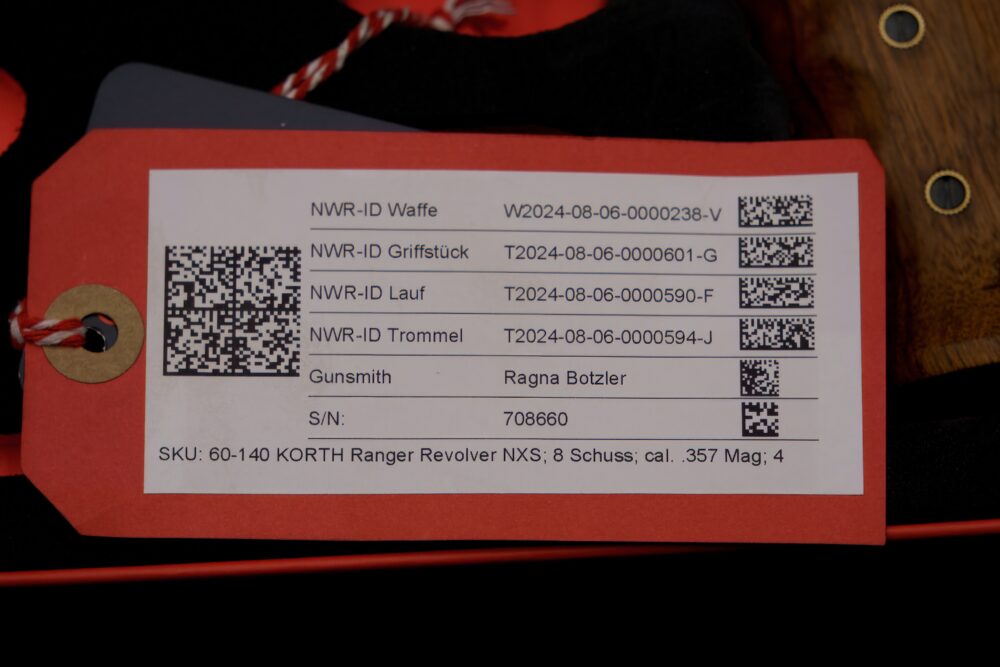 NWR-ID Waffe W2024-08-06-0000238-V
NWR-ID Griffstück T2024-08-06-0000601-G
NWR-ID Lauf T2024-08-06-0000590-F
NWR-ID Trommel T2024-08-06-0000594-J
Gunsmith Ragna Botzler
S/N: 708660
SKU: 60-140 KORTH Ranger Revolver NXS; 8 Schuss; cal. .357 Mag; 4